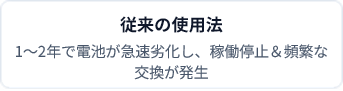 従来の使用法
1～2年で電池が急速劣化し、稼働停止＆頻繁な
交換が発生